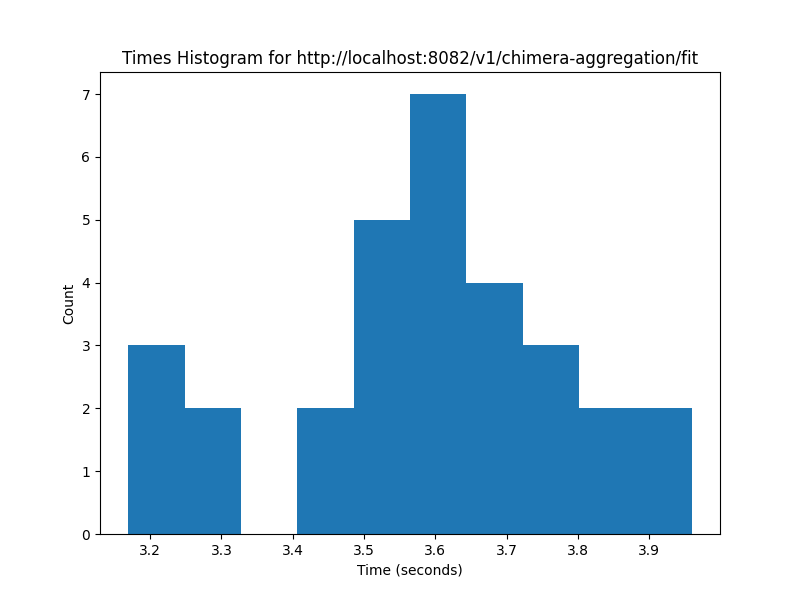 Times Histogram for http://localhost:8082/v1/chimera-aggregation/fit
7
6
5
4
3
2
1
0
Count
3.2 3.3 3.4 3.5 3.6 3.7 3.8 3.9
Time (seconds)